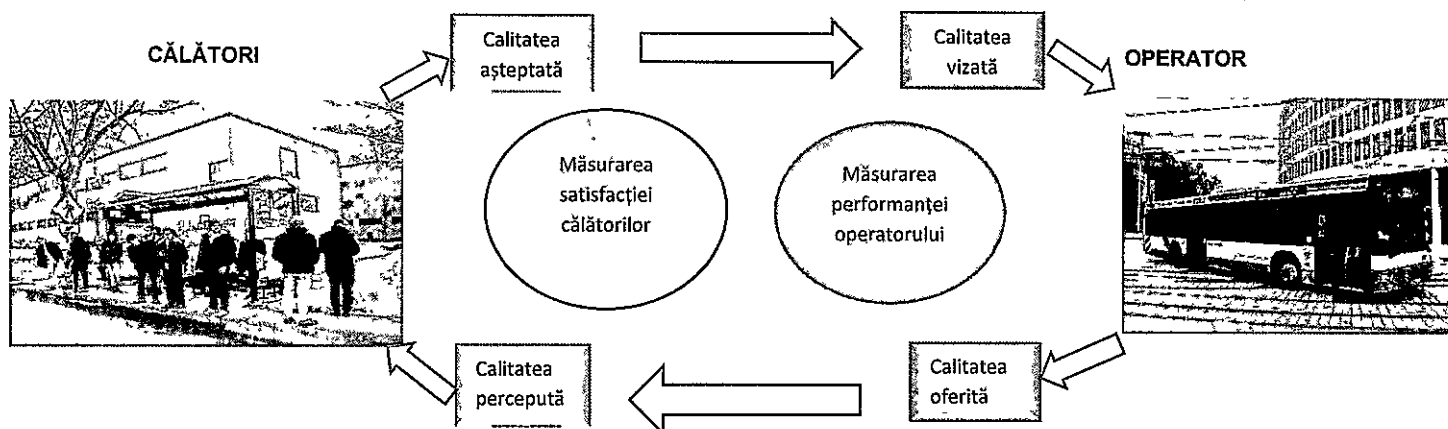 CĂLĂTORI
Calitatea
așteptată
Calitatea
vizată
OPERATOR
Măsurarea
satisfacției
călătorilor
Măsurarea
performanței
operatorului
Calitatea
percepută
Calitatea
oferită